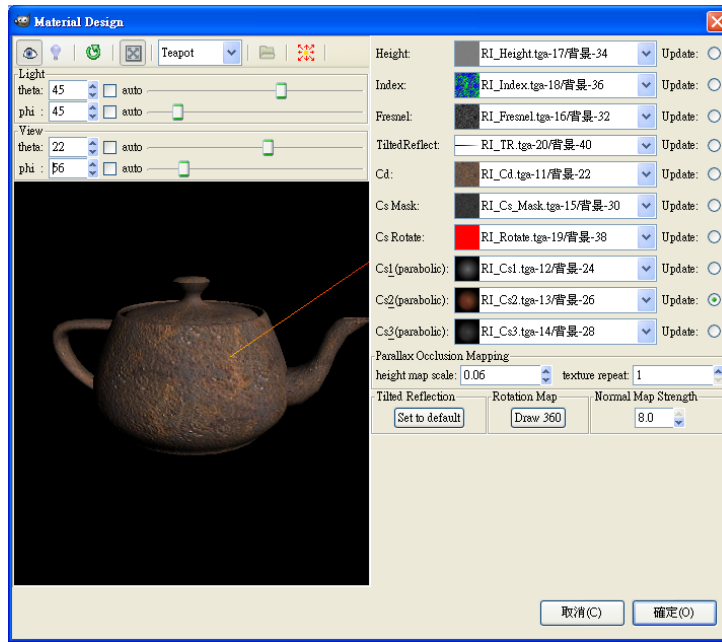 Material Design
Teapot
Light
theta: 45 auto
phi : 45 auto
View
theta: 22 auto
phi : 56 auto
Height: RI_Height.tga-17/背景-34 Update:
Index: RI_Index.tga-18/背景-36 Update:
Fresnel: RI_Fresnel.tga-16/背景-32 Update:
TiltedReflect: RI_TR.tga-20/背景-40 Update:
Cd: RI_Cd.tga-11/背景-22 Update:
Cs Mask: RI_Cs_Mask.tga-15/背景-30 Update:
Cs Rotate: RI_Rotate.tga-19/背景-38 Update:
Cs1(parabolic): RI_Cs1.tga-12/背景-24 Update:
Cs2(parabolic): RI_Cs2.tga-13/背景-26 Update:
Cs3(parabolic): RI_Cs3.tga-14/背景-28 Update:
Parallax Occlusion Mapping
height map scale: 0.06 texture repeat: 1
Tilted Reflection Rotation Map Normal Map Strength
Set to default Draw 360 8.0
取消(C) 確定(O)